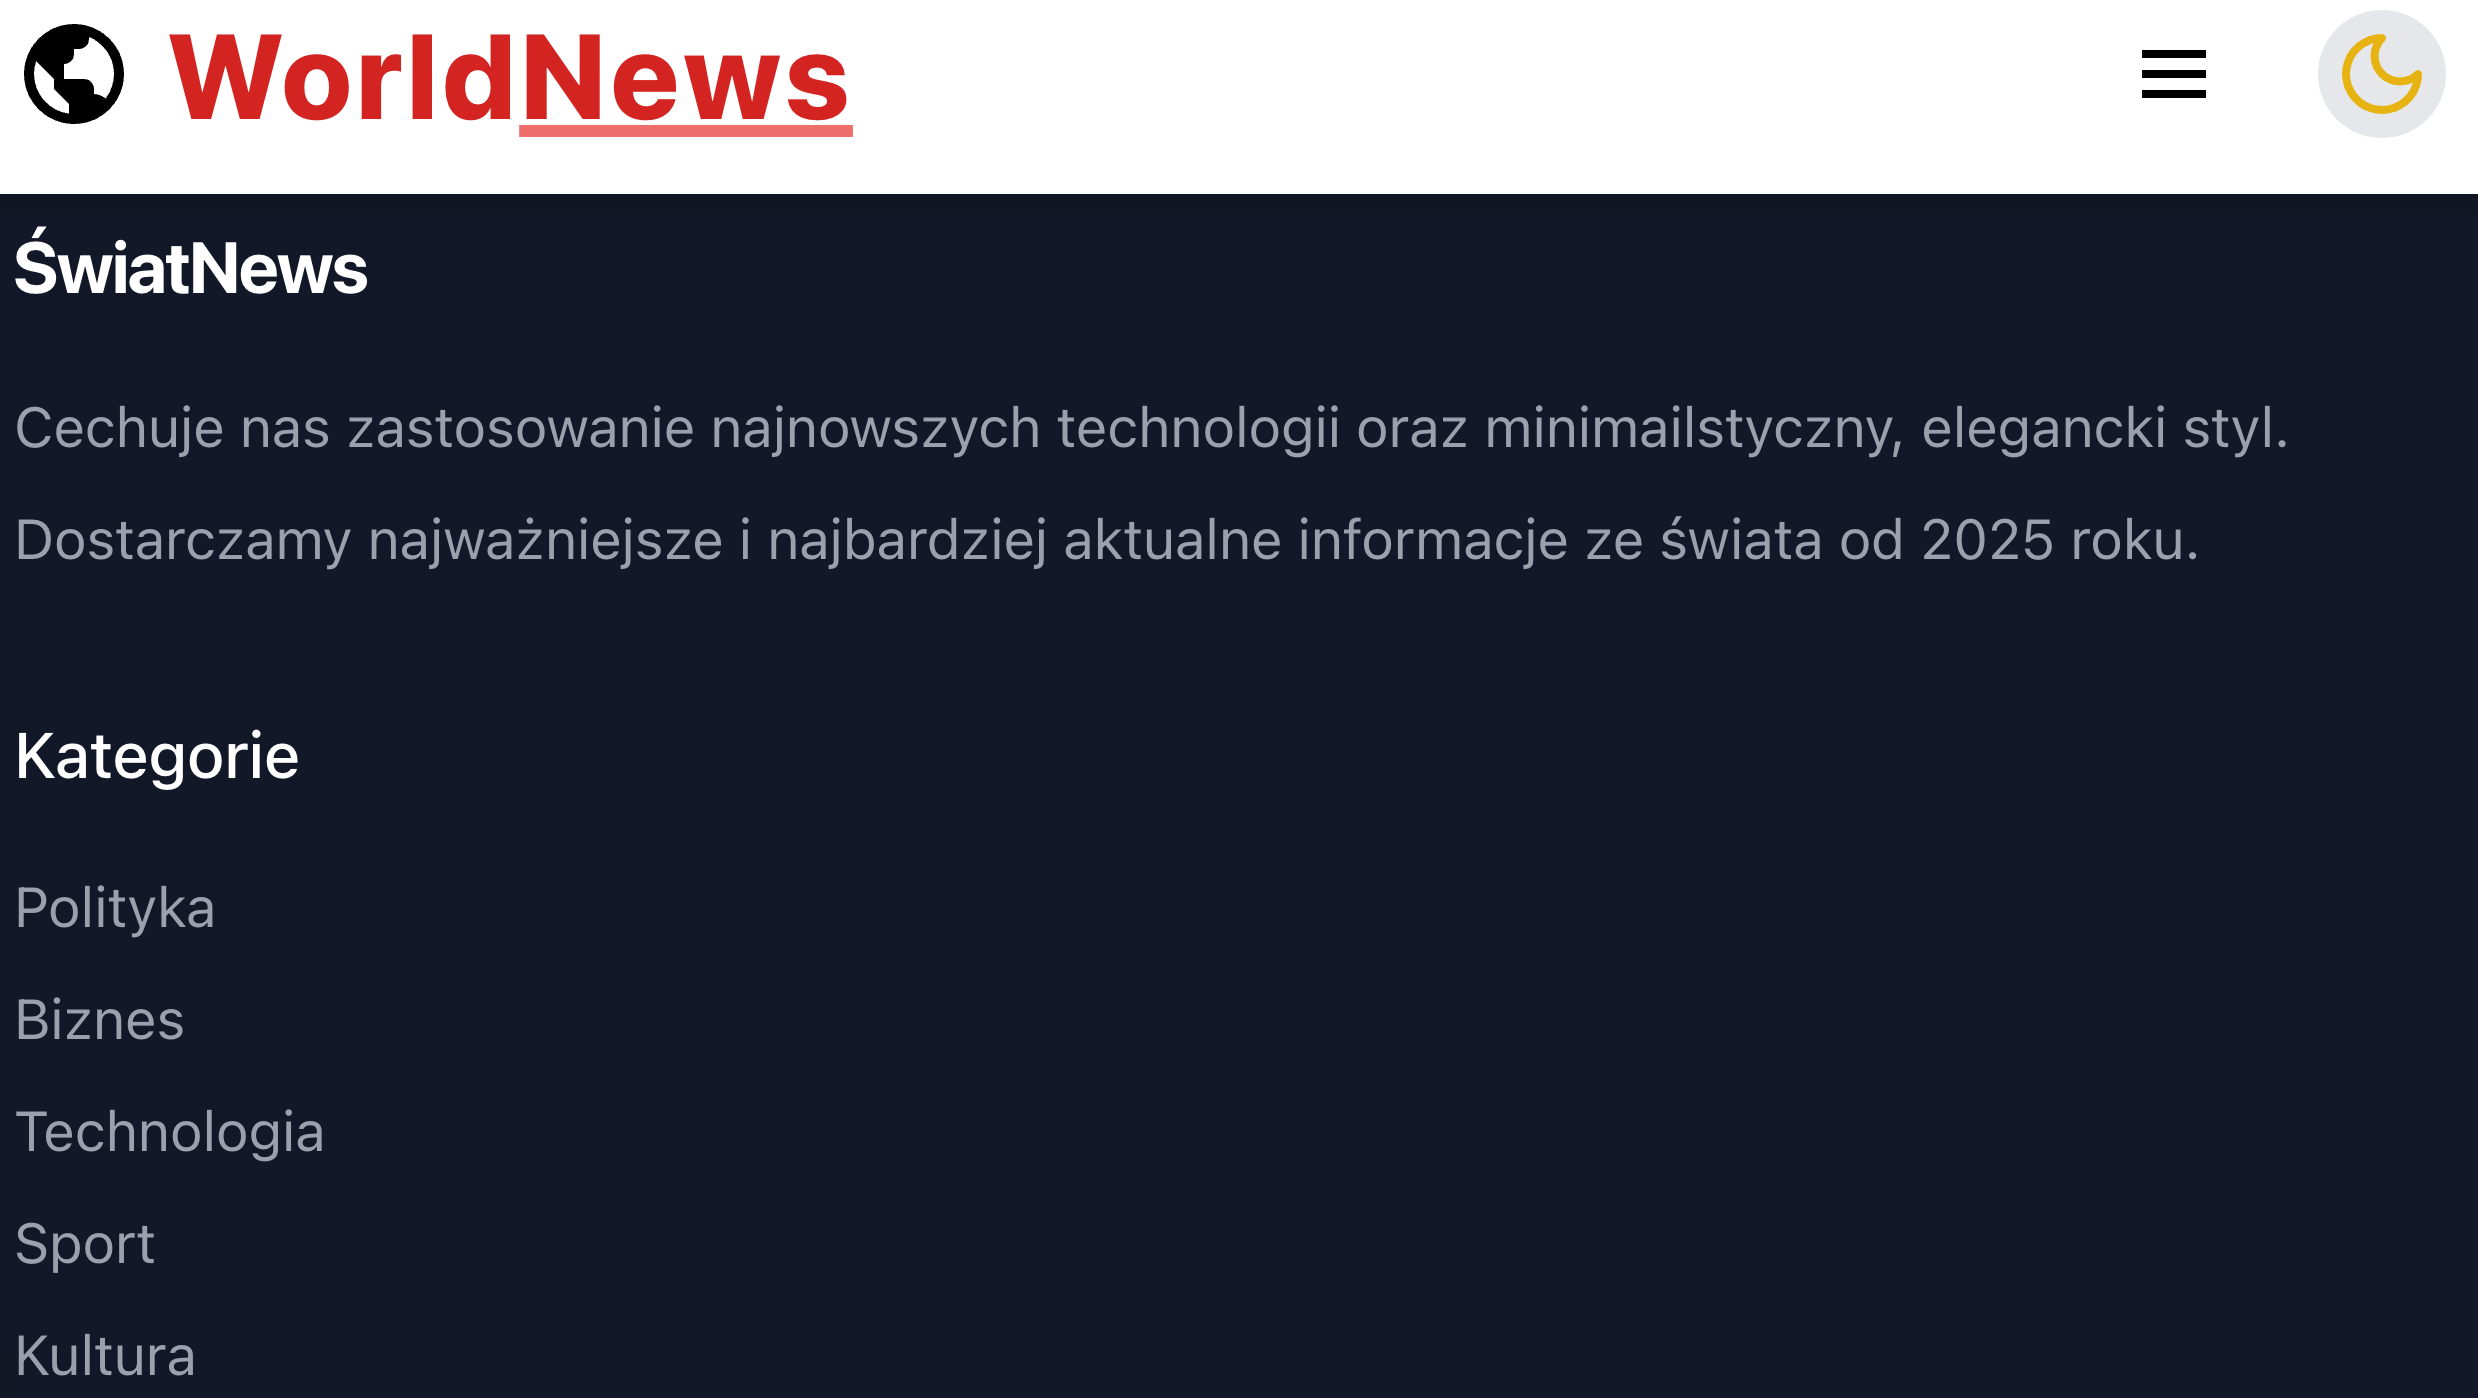 WorldNews
ŚwiatNews
Cechuje nas zastosowanie najnowszych technologii oraz minimailstyczny, elegancki styl.
Dostarczamy najważniejsze i najbardziej aktualne informacje ze świata od 2025 roku.
Kategorie
Polityka
Biznes
Technologia
Sport
Kultura